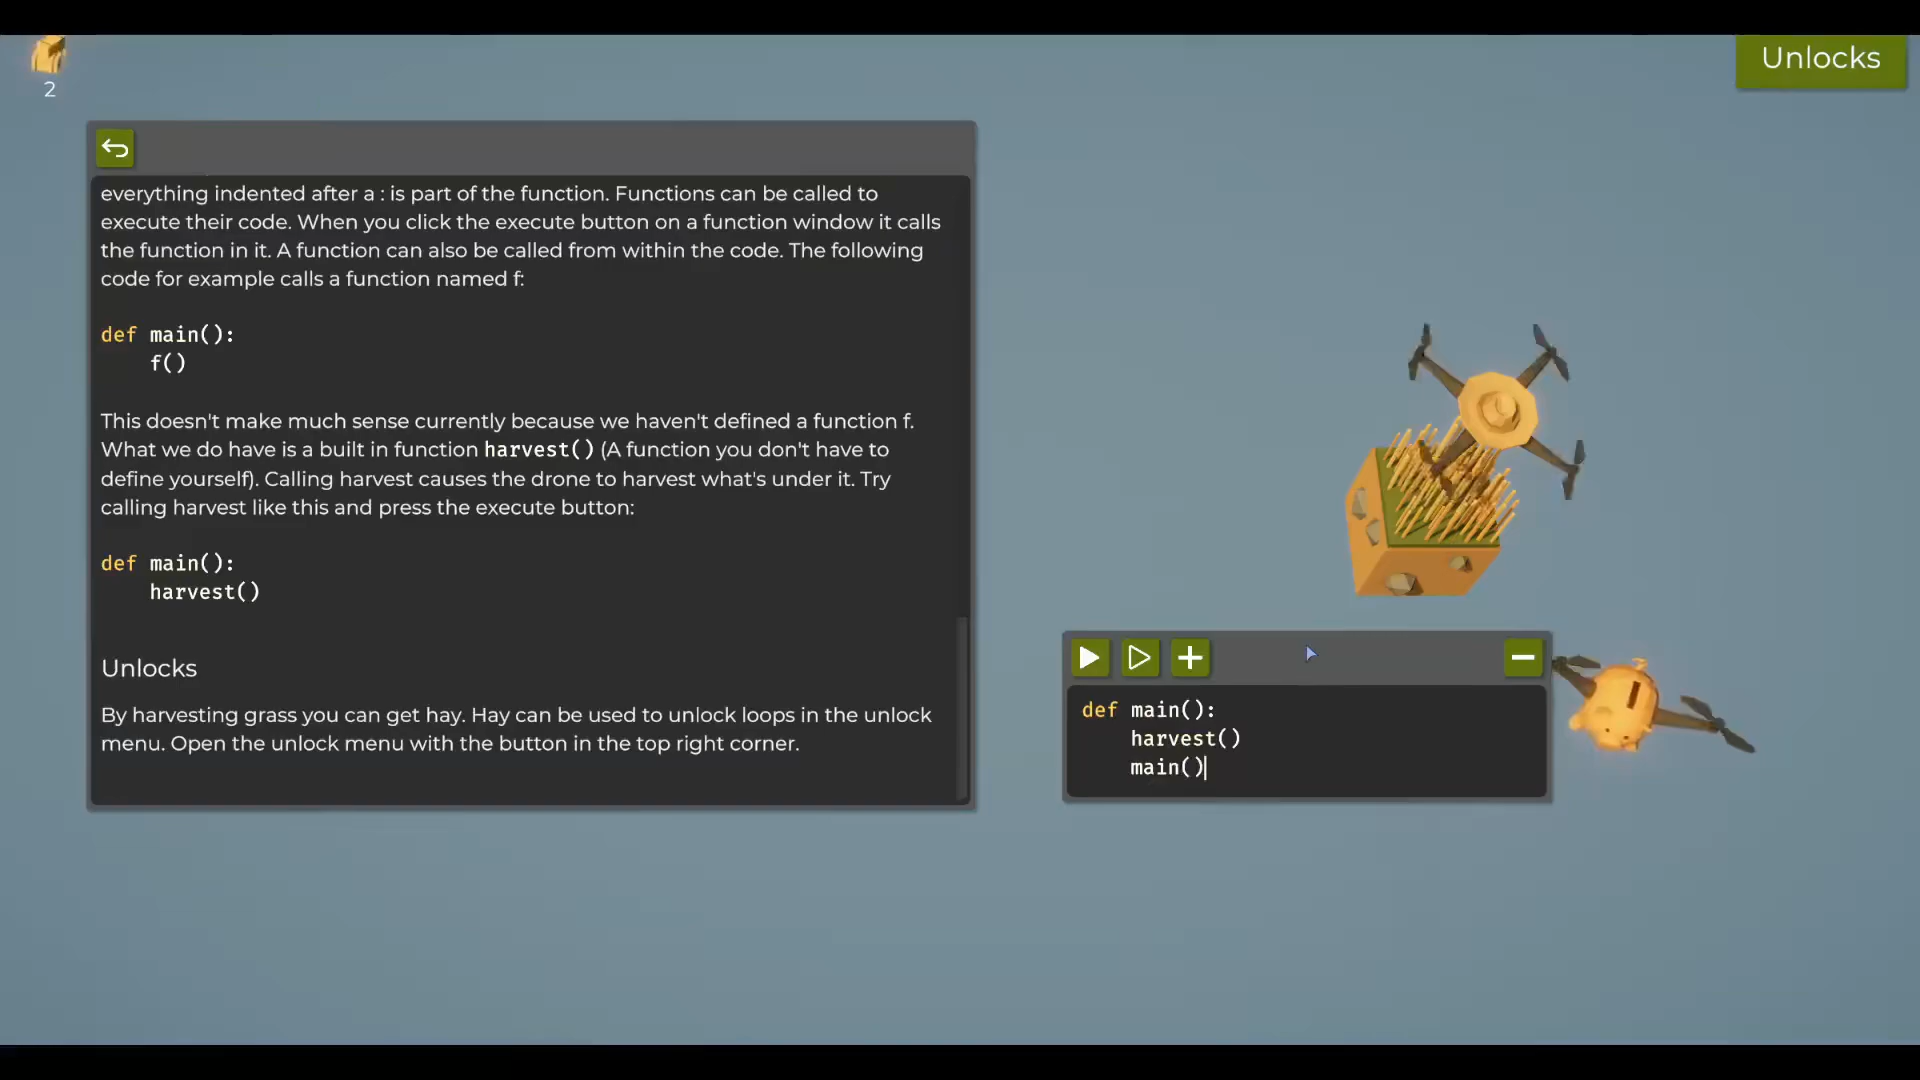 2
Unlocks
everything indented after a : is part of the function. Functions can be called to
execute their code. When you click the execute button on a function window it calls
the function in it. A function can also be called from within the code. The following
code for example calls a function named f:
def main():
    f()
This doesn't make much sense currently because we haven't defined a function f.
What we do have is a built in function harvest() (A function you don't have to
define yourself). Calling harvest causes the drone to harvest what's under it. Try
calling harvest like this and press the execute button:
def main():
    harvest()
Unlocks
By harvesting grass you can get hay. Hay can be used to unlock loops in the unlock
menu. Open the unlock menu with the button in the top right corner.
def main():
    harvest()
    main()